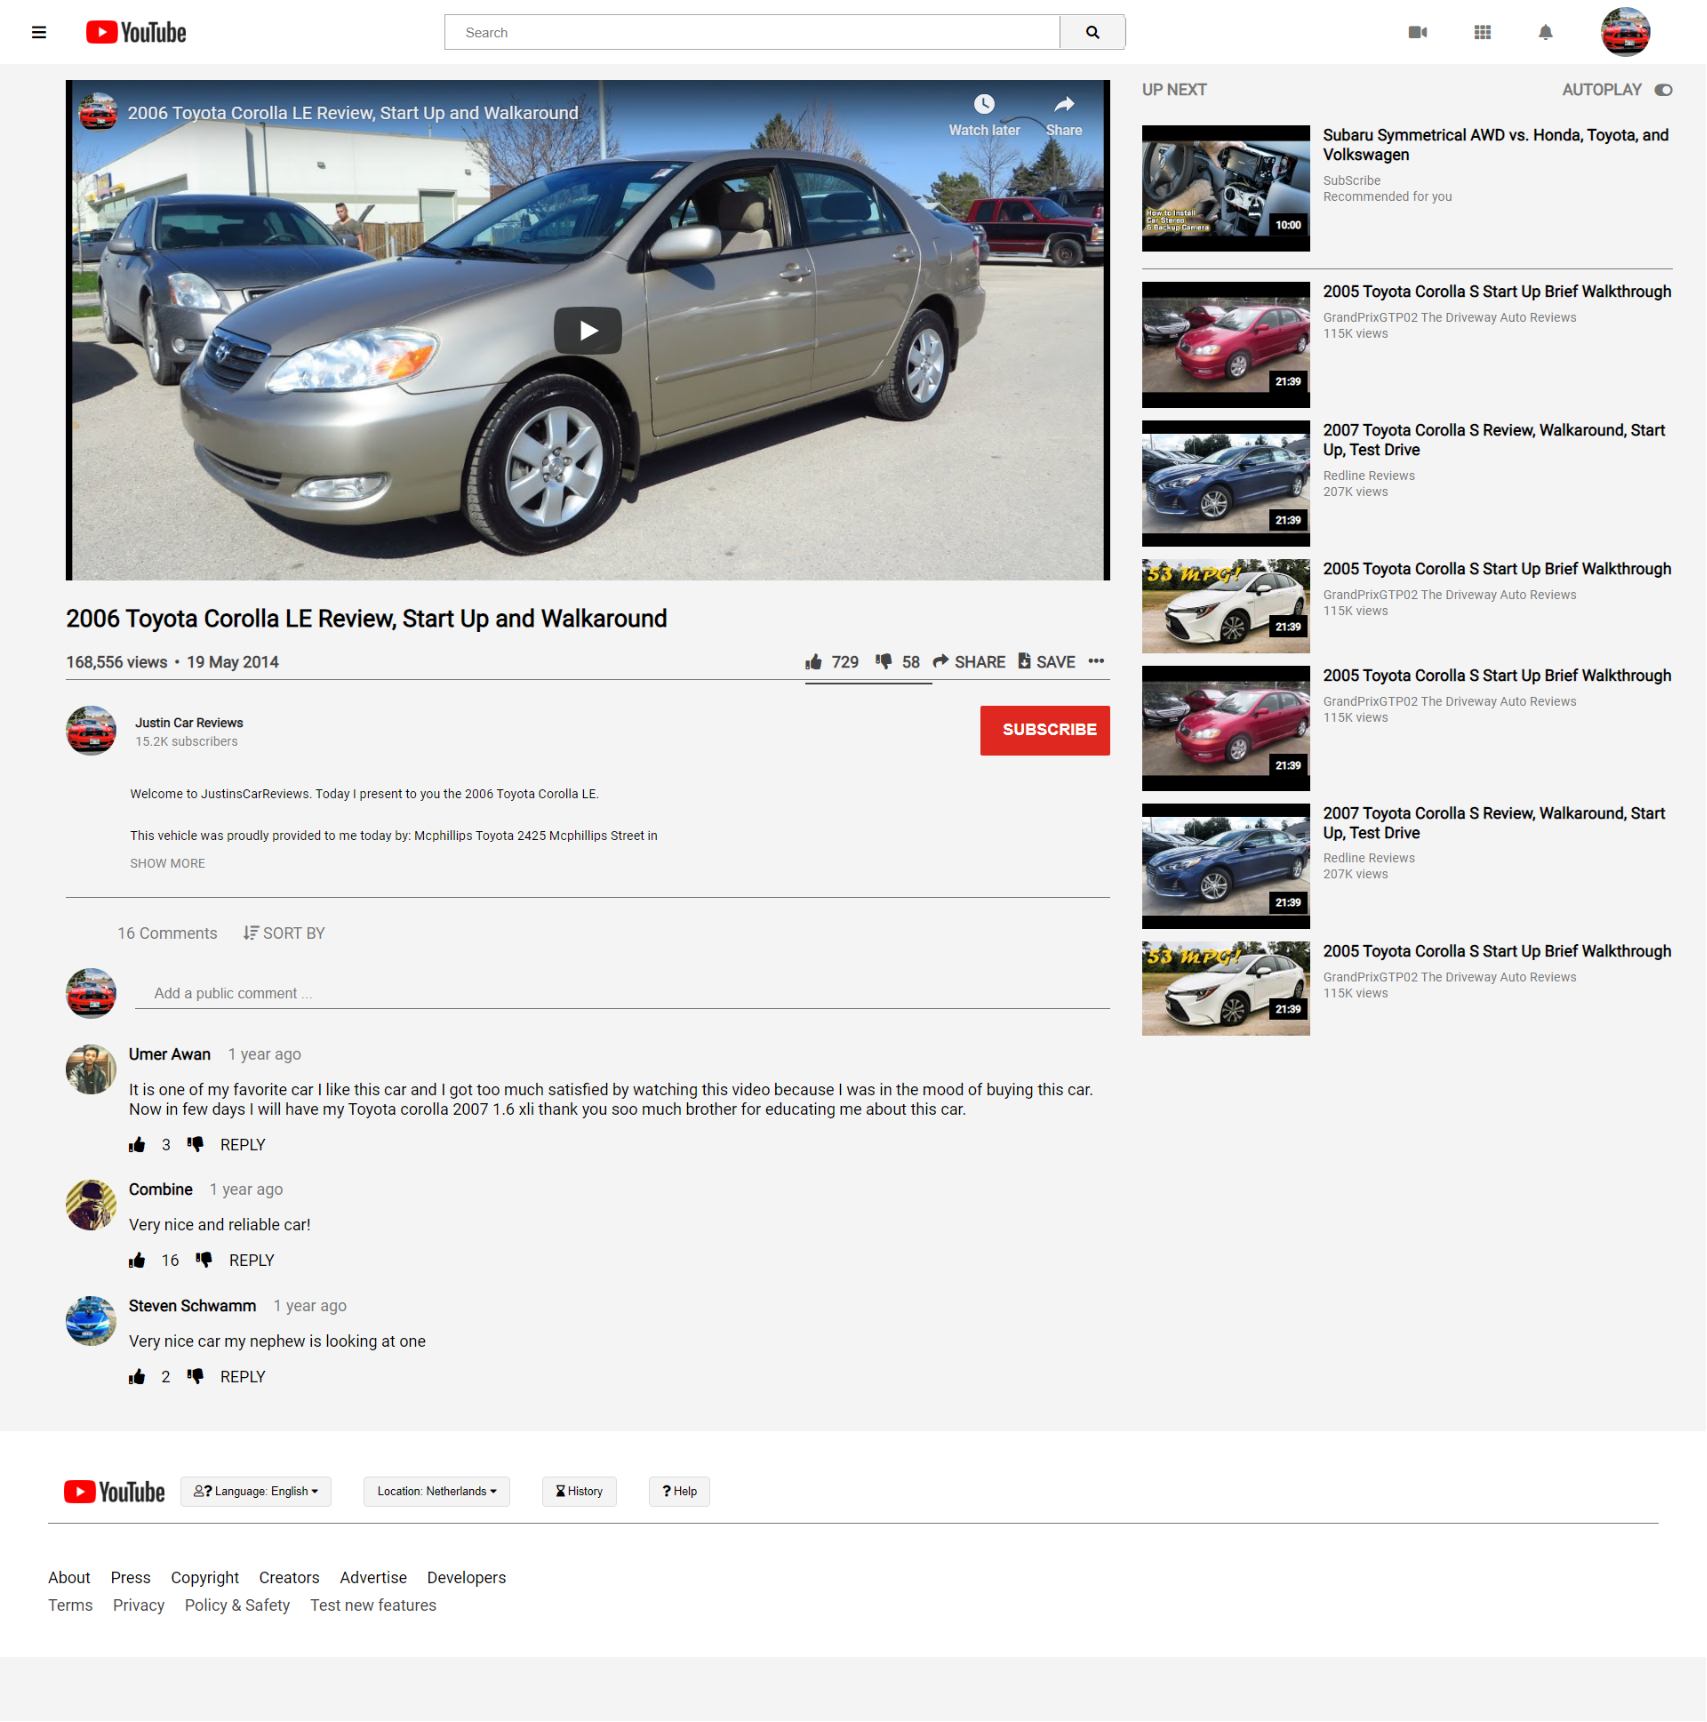 YouTube
Search
2006 Toyota Corolla LE Review, Start Up and Walkaround
Watch later
Share
2006 Toyota Corolla LE Review, Start Up and Walkaround
168,556 views • 19 May 2014
729 58 SHARE SAVE
Justin Car Reviews
15.2K subscribers
SUBSCRIBE
Welcome to JustinsCarReviews. Today I present to you the 2006 Toyota Corolla LE.
This vehicle was proudly provided to me today by: Mcphillips Toyota 2425 Mcphillips Street in
SHOW MORE
16 Comments SORT BY
Add a public comment ...
Umer Awan 1 year ago
It is one of my favorite car I like this car and I got too much satisfied by watching this video because I was in the mood of buying this car.
Now in few days I will have my Toyota corolla 2007 1.6 xli thank you soo much brother for educating me about this car.
3 REPLY
Combine 1 year ago
Very nice and reliable car!
16 REPLY
Steven Schwamm 1 year ago
Very nice car my nephew is looking at one
2 REPLY
UP NEXT AUTOPLAY
How to Install
Car Stereo
& Backup Camera
10:00
Subaru Symmetrical AWD vs. Honda, Toyota, and
Volkswagen
SubScribe
Recommended for you
21:39
2005 Toyota Corolla S Start Up Brief Walkthrough
GrandPrixGTP02 The Driveway Auto Reviews
115K views
21:39
2007 Toyota Corolla S Review, Walkaround, Start
Up, Test Drive
Redline Reviews
207K views
53 MPG!
21:39
2005 Toyota Corolla S Start Up Brief Walkthrough
GrandPrixGTP02 The Driveway Auto Reviews
115K views
21:39
2005 Toyota Corolla S Start Up Brief Walkthrough
GrandPrixGTP02 The Driveway Auto Reviews
115K views
21:39
2007 Toyota Corolla S Review, Walkaround, Start
Up, Test Drive
Redline Reviews
207K views
53 MPG!
21:39
2005 Toyota Corolla S Start Up Brief Walkthrough
GrandPrixGTP02 The Driveway Auto Reviews
115K views
YouTube Language: English Location: Netherlands History ? Help
About Press Copyright Creators Advertise Developers
Terms Privacy Policy & Safety Test new features